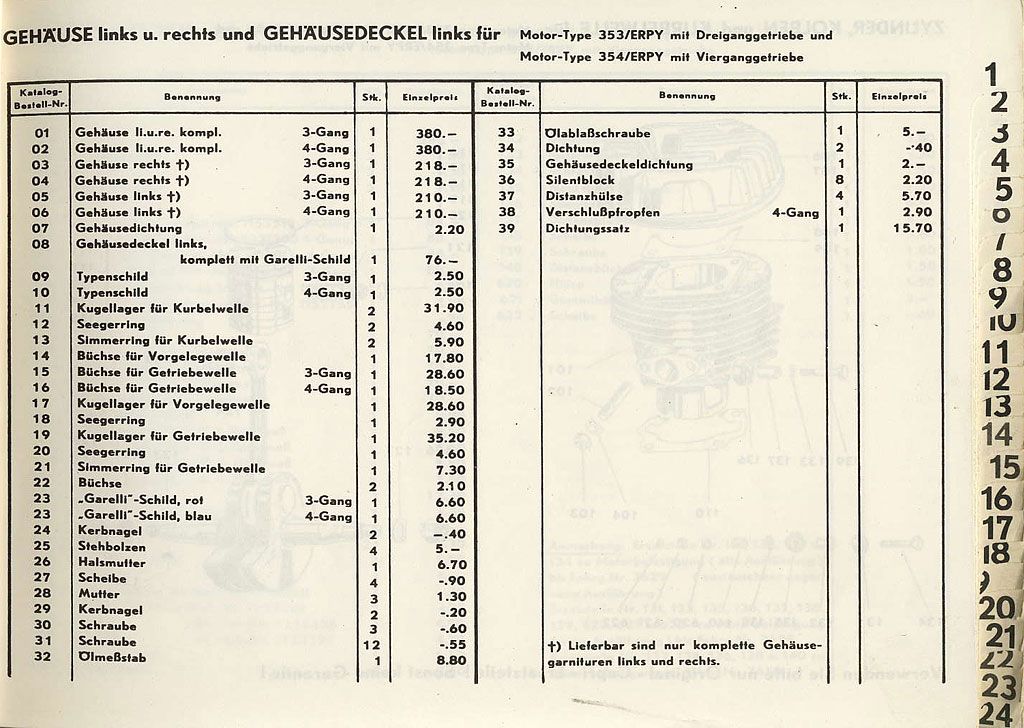 GEHÄUSE links u. rechts und GEHÄUSEDECKEL links für Motor-Type 353/ERPY mit Dreiganggetriebe und
Motor-Type 354/ERPY mit Vierganggetriebe
Katalog-Bestell-Nr. Benennung Stk. Einzelpreis
01 Gehäuse li.u.re. kompl. 3-Gang 1 380.—
02 Gehäuse li.u.re. kompl. 4-Gang 1 380.—
03 Gehäuse rechts †) 3-Gang 1 218.—
04 Gehäuse rechts †) 4-Gang 1 218.—
05 Gehäuse links †) 3-Gang 1 210.—
06 Gehäuse links †) 4-Gang 1 210.—
07 Gehäusedichtung 1 2.20
08 Gehäusedeckel links,
komplett mit Garelli-Schild 1 76.—
09 Typenschild 3-Gang 1 2.50
10 Typenschild 4-Gang 1 2.50
11 Kugellager für Kurbelwelle 2 31.90
12 Seegerring 2 4.60
13 Simmerring für Kurbelwelle 2 5.90
14 Büchse für Vorgelegewelle 1 17.80
15 Büchse für Getriebewelle 3-Gang 1 28.60
16 Büchse für Getriebewelle 4-Gang 1 18.50
17 Kugellager für Vorgelegewelle 1 28.60
18 Seegerring 1 2.90
19 Kugellager für Getriebewelle 1 35.20
20 Seegerring 1 4.60
21 Simmerring für Getriebewelle 1 7.30
22 Büchse 2 2.10
23 „Garelli"-Schild, rot 3-Gang 1 6.60
23 „Garelli"-Schild, blau 4-Gang 1 6.60
24 Kerbnagel 2 —.40
25 Stehbolzen 4 5.—
26 Halsmutter 1 6.70
27 Scheibe 4 -.90
28 Mutter 3 1.30
29 Kerbnagel 2 -.20
30 Schraube 3 -.60
31 Schraube 12 -.55
32 Ölmeßstab 1 8.80
Katalog-Bestell-Nr. Benennung Stk. Einzelpreis
33 Ölablaßschraube 1 5.—
34 Dichtung 2 -.40
35 Gehäusedeckeldichtung 1 2.—
36 Silentblock 8 2.20
37 Distanzhülse 4 5.70
38 Verschlußpfropfen 4-Gang 1 2.90
39 Dichtungssatz 1 15.70
†) Lieferbar sind nur komplette Gehäuse-
garnituren links und rechts.
1
2
3
4
5
8
9
10
11
12
13
14
15
16
17
18
20
21
22
23
24